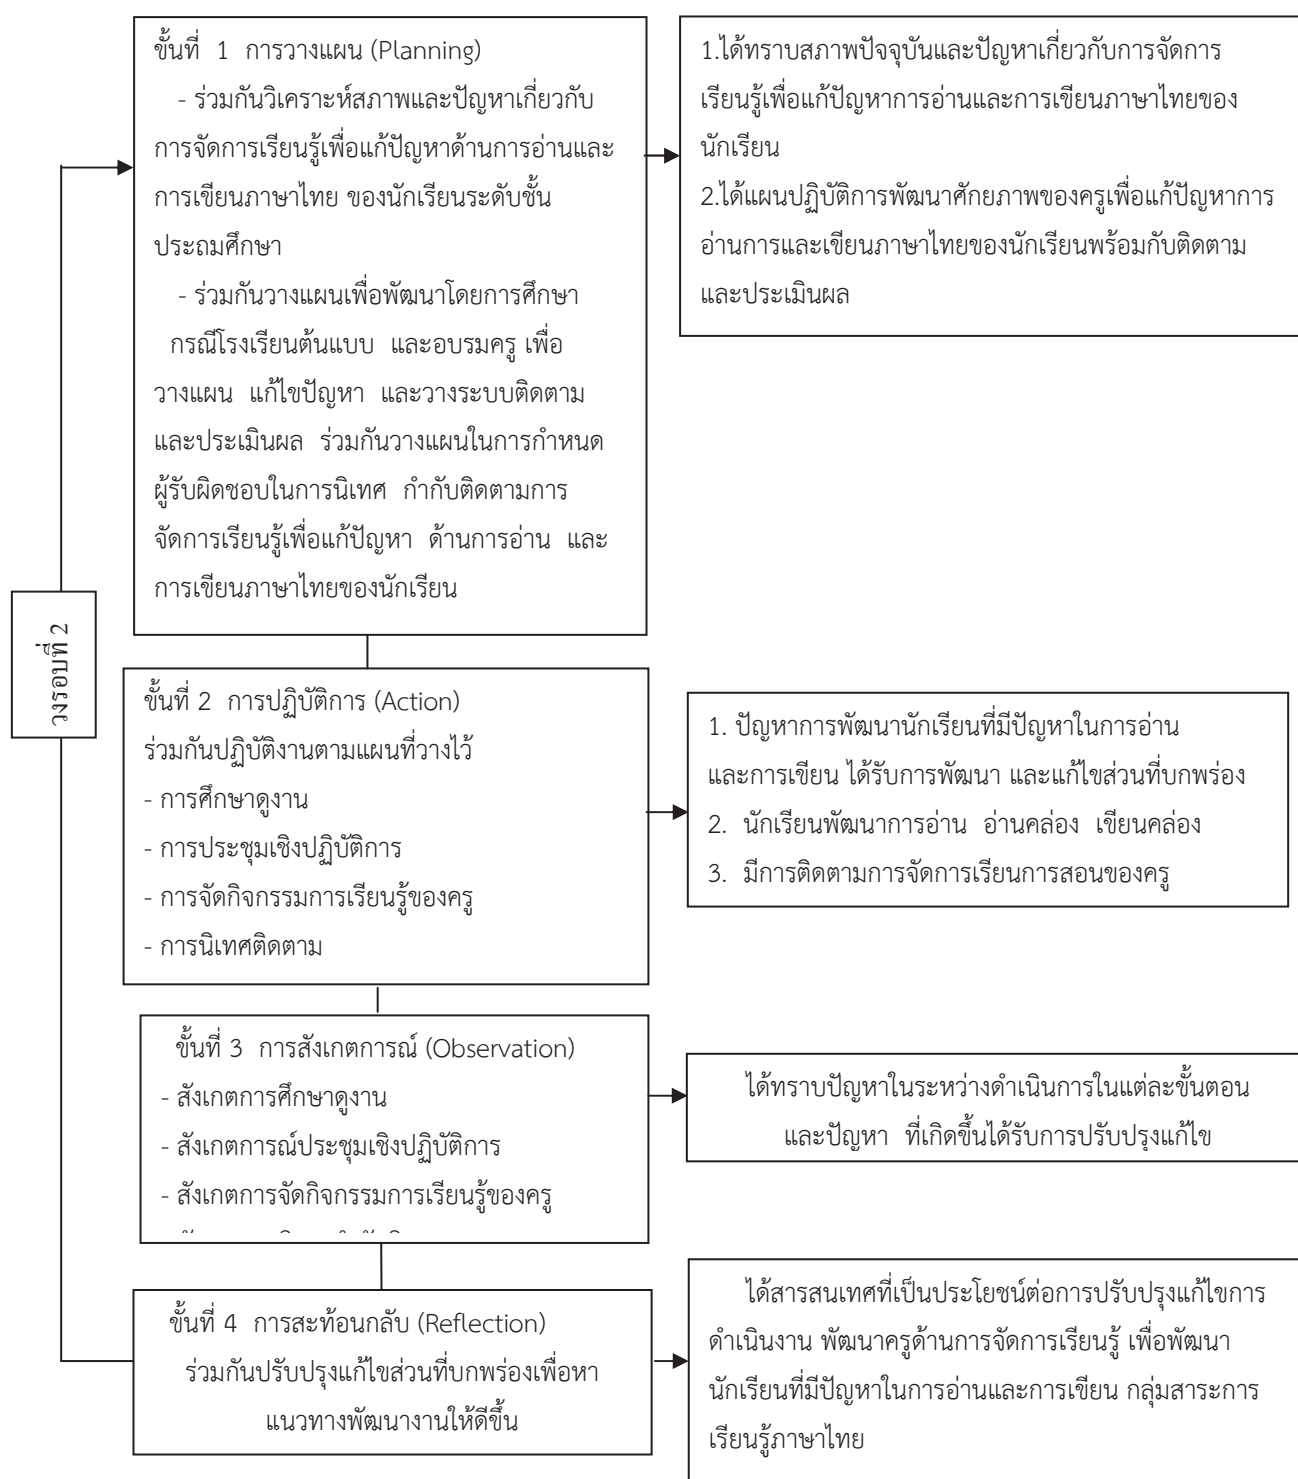 ขั้นที่ 1 การวางแผน (Planning)
- ร่วมกันวิเคราะห์สภาพและปัญหาเกี่ยวกับ
การจัดการเรียนรู้เพื่อแก้ปัญหาด้านการอ่านและ
การเขียนภาษาไทย ของนักเรียนระดับชั้น
ประถมศึกษา
- ร่วมกันวางแผนเพื่อพัฒนาโดยการศึกษา
กรณีโรงเรียนต้นแบบ และอบรมครู เพื่อ
วางแผน แก้ไขปัญหา และวางระบบติดตาม
และประเมินผล ร่วมกันวางแผนในการกำหนด
ผู้รับผิดชอบในการนิเทศ กำกับติดตามการ
จัดการเรียนรู้เพื่อแก้ปัญหา ด้านการอ่าน และ
การเขียนภาษาไทยของนักเรียน
1.ได้ทราบสภาพปัจจุบันและปัญหาเกี่ยวกับการจัดการ
เรียนรู้เพื่อแก้ปัญหาการอ่านและการเขียนภาษาไทยของ
นักเรียน
2.ได้แผนปฏิบัติการพัฒนาศักยภาพของครูเพื่อแก้ปัญหาการ
อ่านการและเขียนภาษาไทยของนักเรียนพร้อมกับติดตาม
และประเมินผล
วงรอบที่ 2
ขั้นที่ 2 การปฏิบัติการ (Action)
ร่วมกันปฏิบัติงานตามแผนที่วางไว้
- การศึกษาดูงาน
- การประชุมเชิงปฏิบัติการ
- การจัดกิจกรรมการเรียนรู้ของครู
- การนิเทศติดตาม
1. ปัญหาการพัฒนานักเรียนที่มีปัญหาในการอ่าน
และการเขียน ได้รับการพัฒนา และแก้ไขส่วนที่บกพร่อง
2. นักเรียนพัฒนาการอ่าน อ่านคล่อง เขียนคล่อง
3. มีการติดตามการจัดการเรียนการสอนของครู
ขั้นที่ 3 การสังเกตการณ์ (Observation)
- สังเกตการศึกษาดูงาน
- สังเกตการณ์ประชุมเชิงปฏิบัติการ
- สังเกตการจัดกิจกรรมการเรียนรู้ของครู
ได้ทราบปัญหาในระหว่างดำเนินการในแต่ละขั้นตอน
และปัญหา ที่เกิดขึ้นได้รับการปรับปรุงแก้ไข
ขั้นที่ 4 การสะท้อนกลับ (Reflection)
ร่วมกันปรับปรุงแก้ไขส่วนที่บกพร่องเพื่อหา
แนวทางพัฒนางานให้ดีขึ้น
ได้สารสนเทศที่เป็นประโยชน์ต่อการปรับปรุงแก้ไขการ
ดำเนินงาน พัฒนาครูด้านการจัดการเรียนรู้ เพื่อพัฒนา
นักเรียนที่มีปัญหาในการอ่านและการเขียน กลุ่มสาระการ
เรียนรู้ภาษาไทย